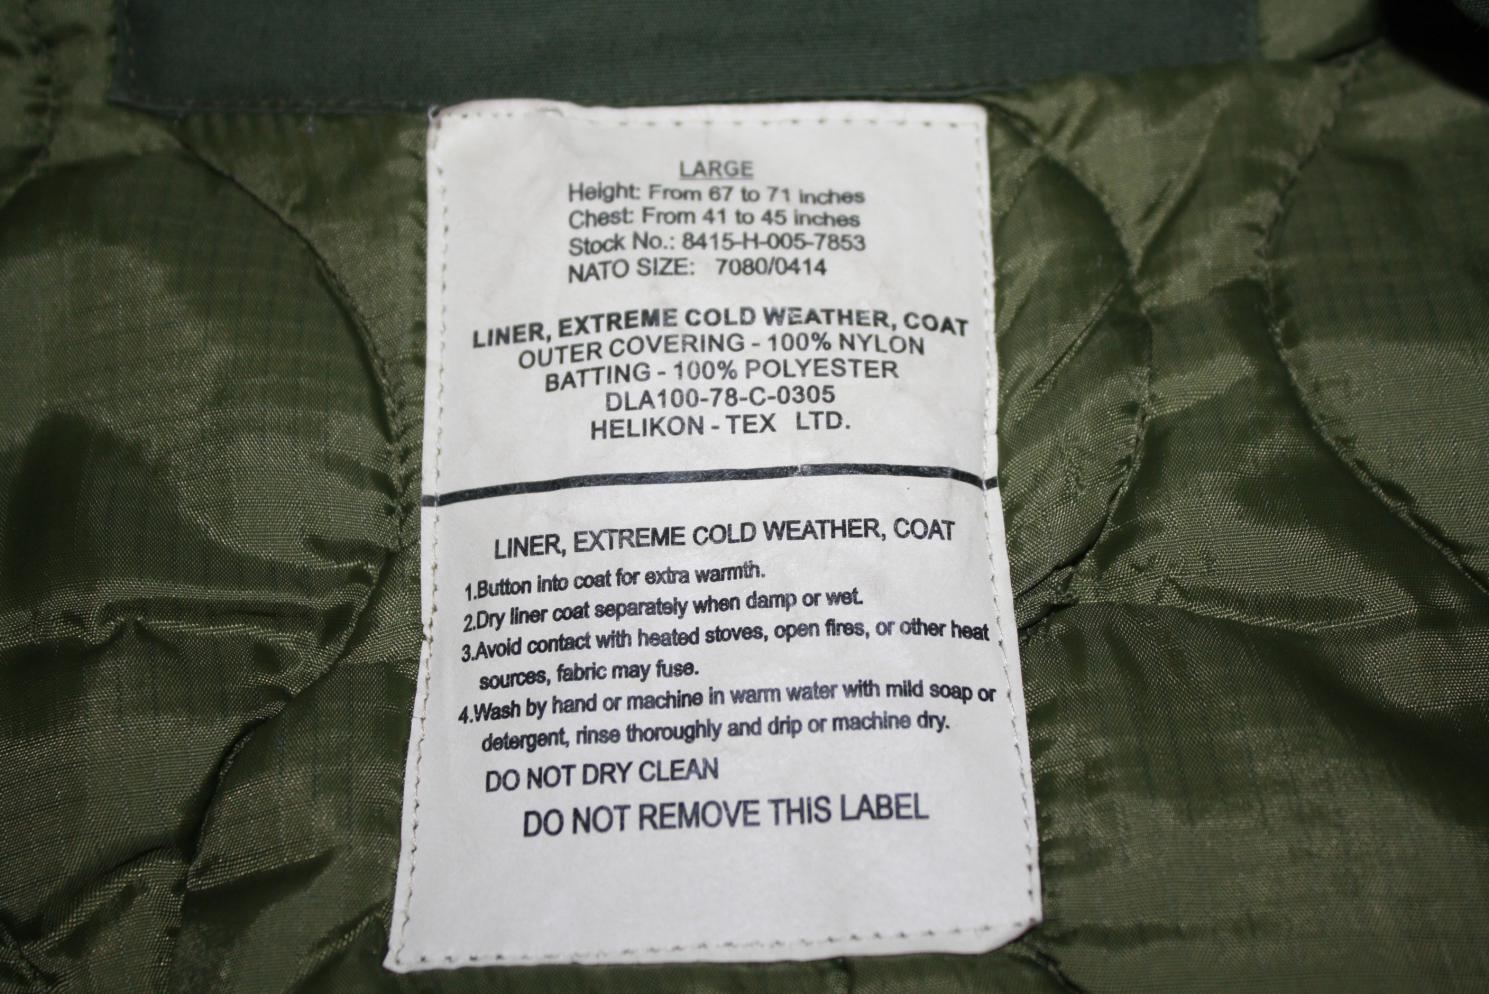 LARGE
Height: From 67 to 71 inches
Chest: From 41 to 45 inches
Stock No.: 8415-H-005-7853
NATO SIZE: 7080/0414
LINER, EXTREME COLD WEATHER, COAT
OUTER COVERING - 100% NYLON
BATTING - 100% POLYESTER
DLA100-78-C-0305
HELIKON - TEX LTD.
LINER, EXTREME COLD WEATHER, COAT
1.Button into coat for extra warmth.
2.Dry liner coat separately when damp or wet.
3.Avoid contact with heated stoves, open fires, or other heat
sources, fabric may fuse.
4.Wash by hand or machine in warm water with mild soap or
detergent, rinse thoroughly and drip or machine dry.
DO NOT DRY CLEAN
DO NOT REMOVE THIS LABEL